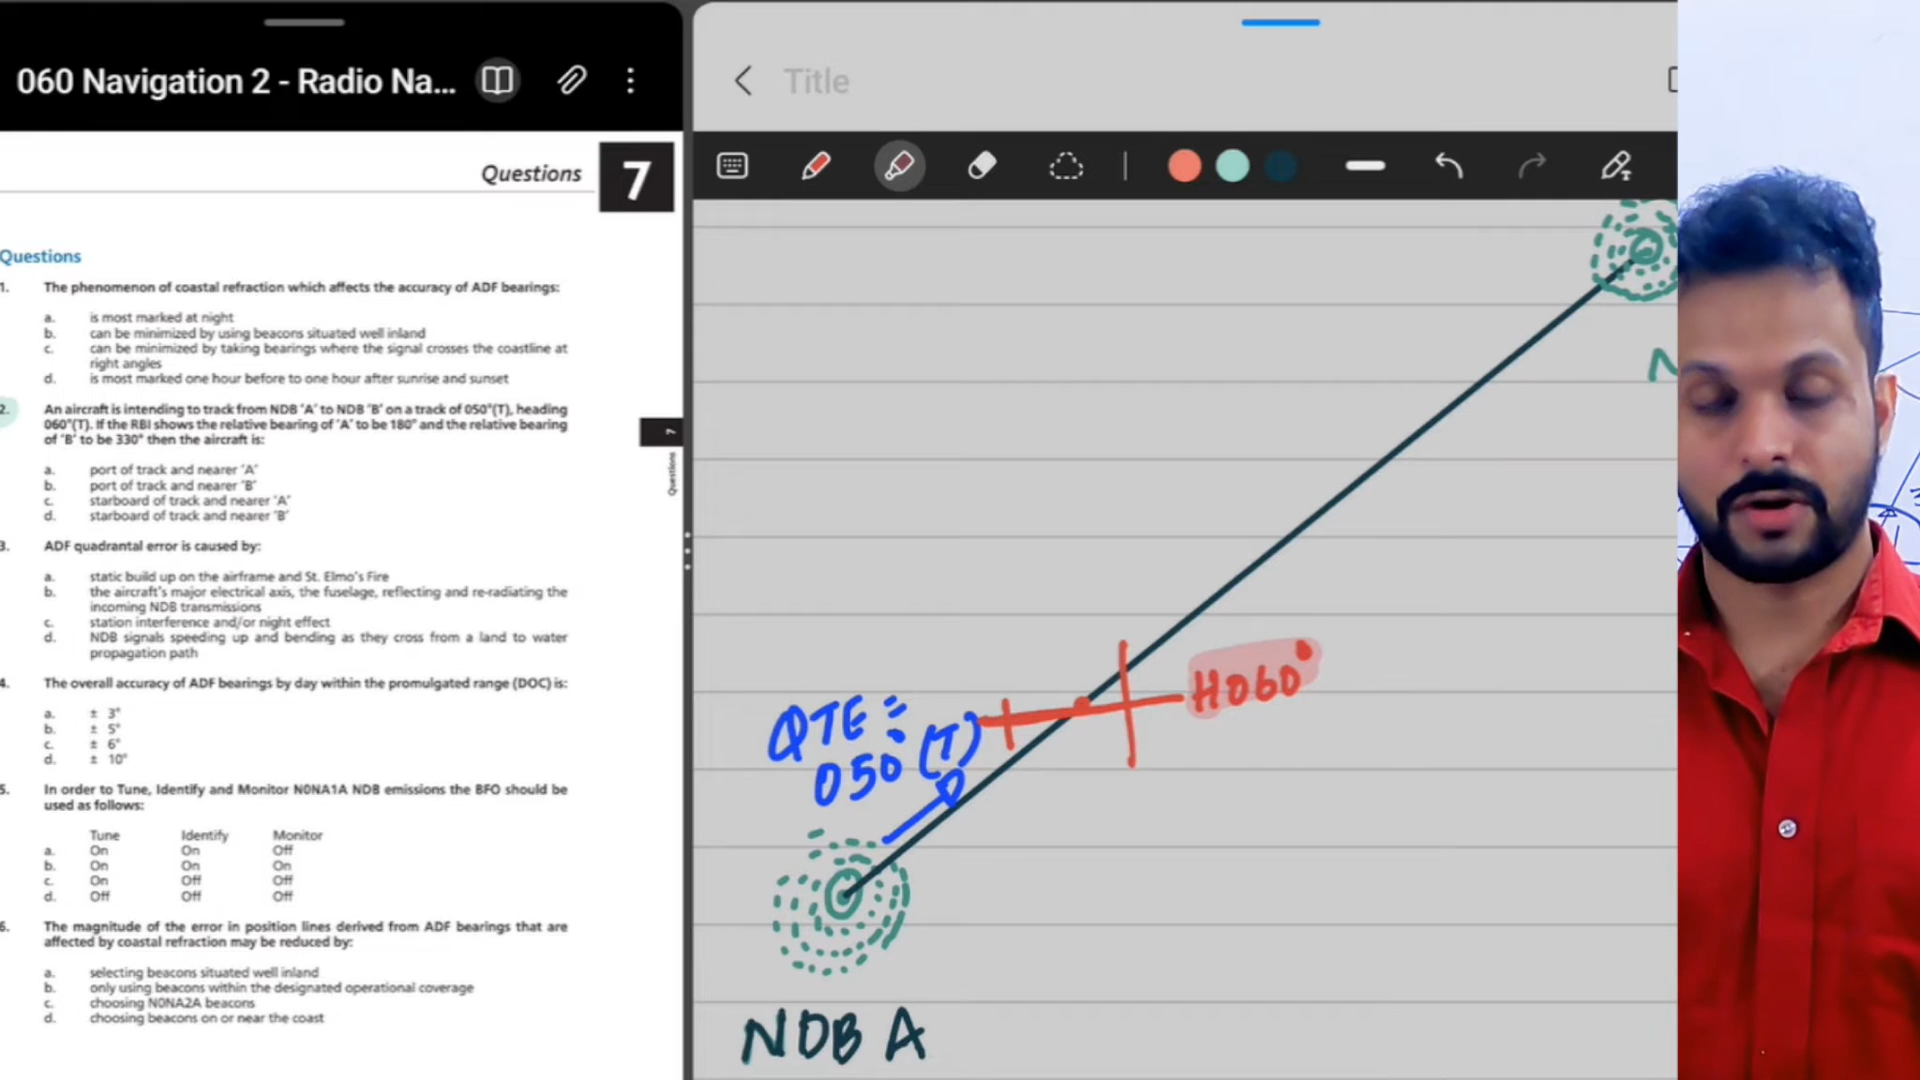 060 Navigation 2 - Radio Na...
Questions
7
Questions
1. The phenomenon of coastal refraction which affects the accuracy of ADF bearings:
a. is most marked at night
b. can be minimized by using beacons situated well inland
c. can be minimized by taking bearings where the signal crosses the coastline at
right angles
d. is most marked one hour before to one hour after sunrise and sunset
2. An aircraft is intending to track from NDB 'A' to NDB 'B' on a track of 050°(T), heading
060°(T). If the RBI shows the relative bearing of 'A' to be 180° and the relative bearing
of 'B' to be 330° then the aircraft is:
a. port of track and nearer 'A'
b. port of track and nearer 'B'
c. starboard of track and nearer 'A'
d. starboard of track and nearer 'B'
7
Questions
3. ADF quadrantal error is caused by:
a. static build up on the airframe and St. Elmo's Fire
b. the aircraft's major electrical axis, the fuselage, reflecting and re-radiating the
incoming NDB transmissions
c. station interference and/or night effect
d. NDB signals speeding up and bending as they cross from a land to water
propagation path
4. The overall accuracy of ADF bearings by day within the promulgated range (DOC) is:
a. ± 3°
b. ± 5°
c. ± 6°
d. ± 10°
5. In order to Tune, Identify and Monitor N0NA1A NDB emissions the BFO should be
used as follows:
Tune Identify Monitor
a. On On Off
b. On On On
c. On Off Off
d. Off Off Off
6. The magnitude of the error in position lines derived from ADF bearings that are
affected by coastal refraction may be reduced by:
a. selecting beacons situated well inland
b. only using beacons within the designated operational coverage
c. choosing N0NA2A beacons
d. choosing beacons on or near the coast
Title
T
N
H060°
QTE =
050 (T)
NDB A